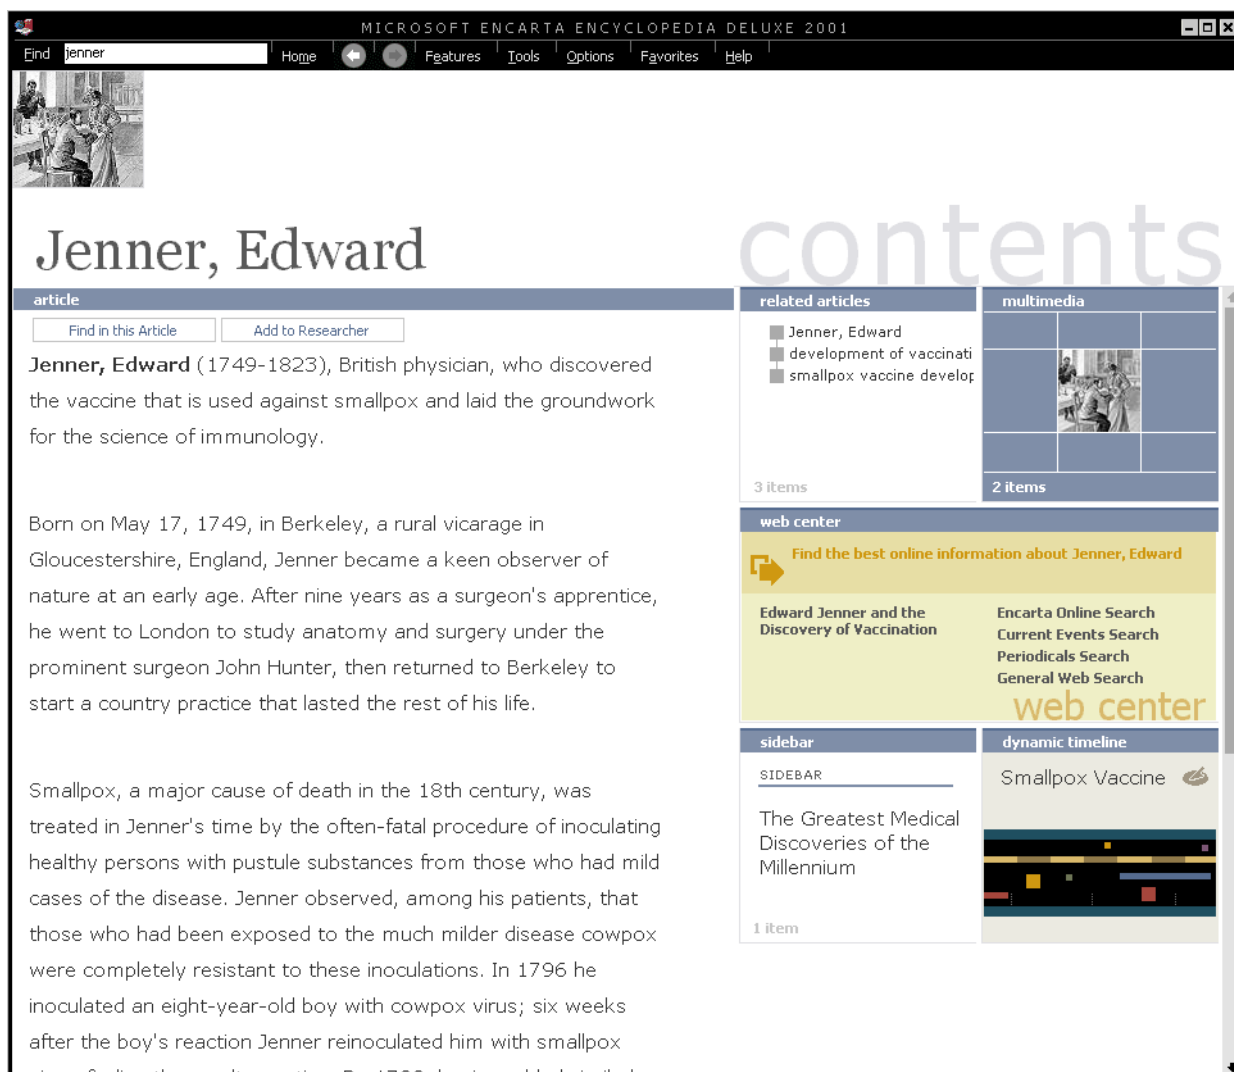 MICROSOFT ENCARTA ENCYCLOPEDIA DELUXE 2001
Find jenner Home Features Tools Options Favorites Help
contents
Jenner, Edward
article
Find in this Article Add to Researcher
Jenner, Edward (1749-1823), British physician, who discovered
the vaccine that is used against smallpox and laid the groundwork
for the science of immunology.
Born on May 17, 1749, in Berkeley, a rural vicarage in
Gloucestershire, England, Jenner became a keen observer of
nature at an early age. After nine years as a surgeon's apprentice,
he went to London to study anatomy and surgery under the
prominent surgeon John Hunter, then returned to Berkeley to
start a country practice that lasted the rest of his life.
Smallpox, a major cause of death in the 18th century, was
treated in Jenner's time by the often-fatal procedure of inoculating
healthy persons with pustule substances from those who had mild
cases of the disease. Jenner observed, among his patients, that
those who had been exposed to the much milder disease cowpox
were completely resistant to these inoculations. In 1796 he
inoculated an eight-year-old boy with cowpox virus; six weeks
after the boy's reaction Jenner reinoculated him with smallpox
related articles
Jenner, Edward
development of vaccinati
smallpox vaccine develop
3 items
multimedia
2 items
web center
Find the best online information about Jenner, Edward
Edward Jenner and the
Discovery of Vaccination
Encarta Online Search
Current Events Search
Periodicals Search
General Web Search
web center
sidebar
SIDEBAR
The Greatest Medical
Discoveries of the
Millennium
1 item
dynamic timeline
Smallpox Vaccine